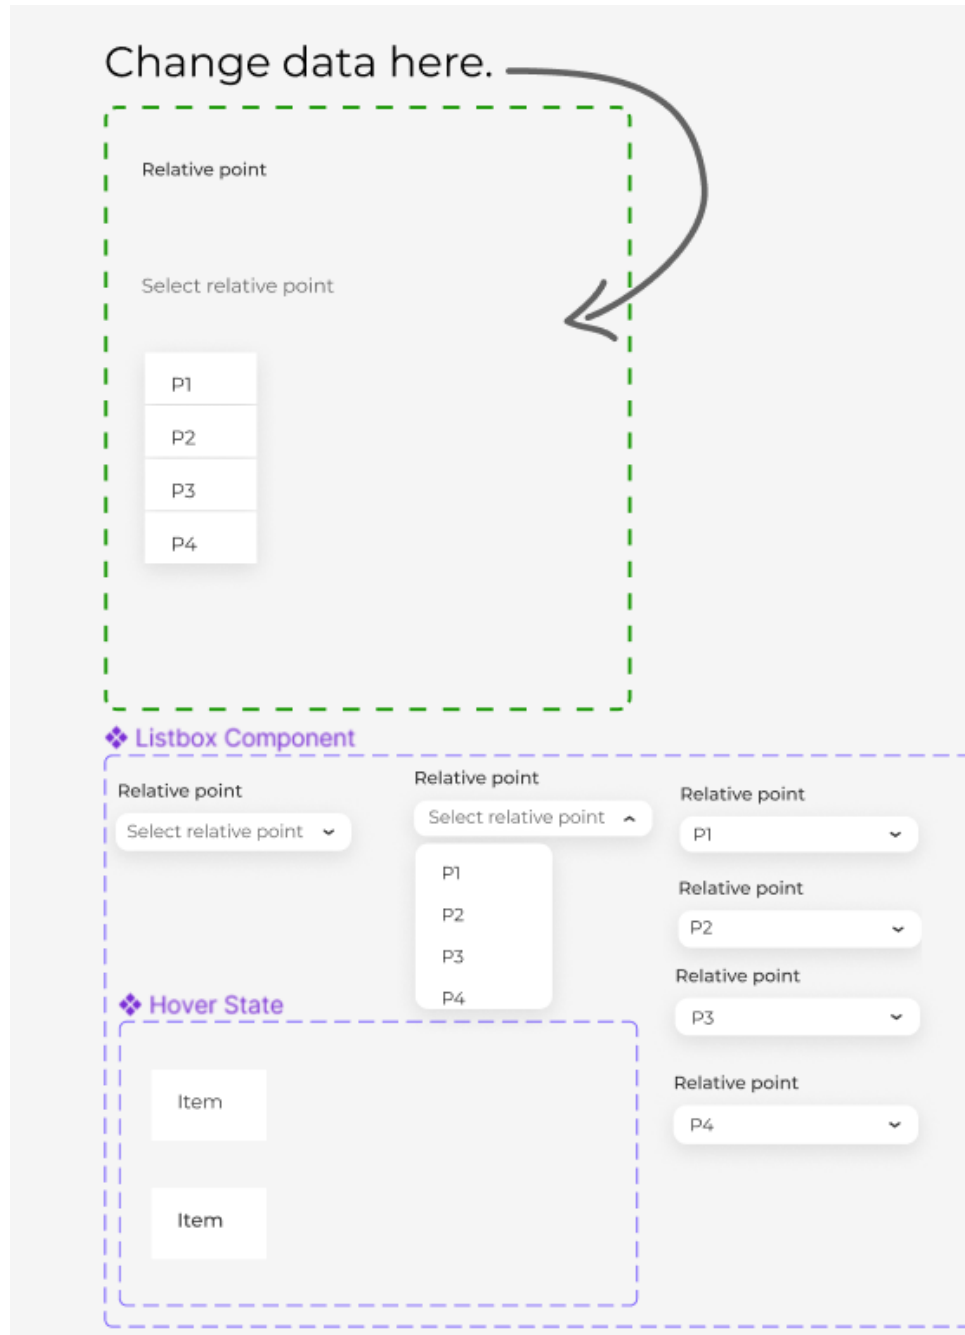 Change data here.
Relative point
Select relative point
P1
P2
P3
P4
Listbox Component
Relative point
Select relative point
Relative point
Select relative point
P1
P2
P3
P4
Relative point
P1
Relative point
P2
Relative point
P3
Relative point
P4
Hover State
Item
Item